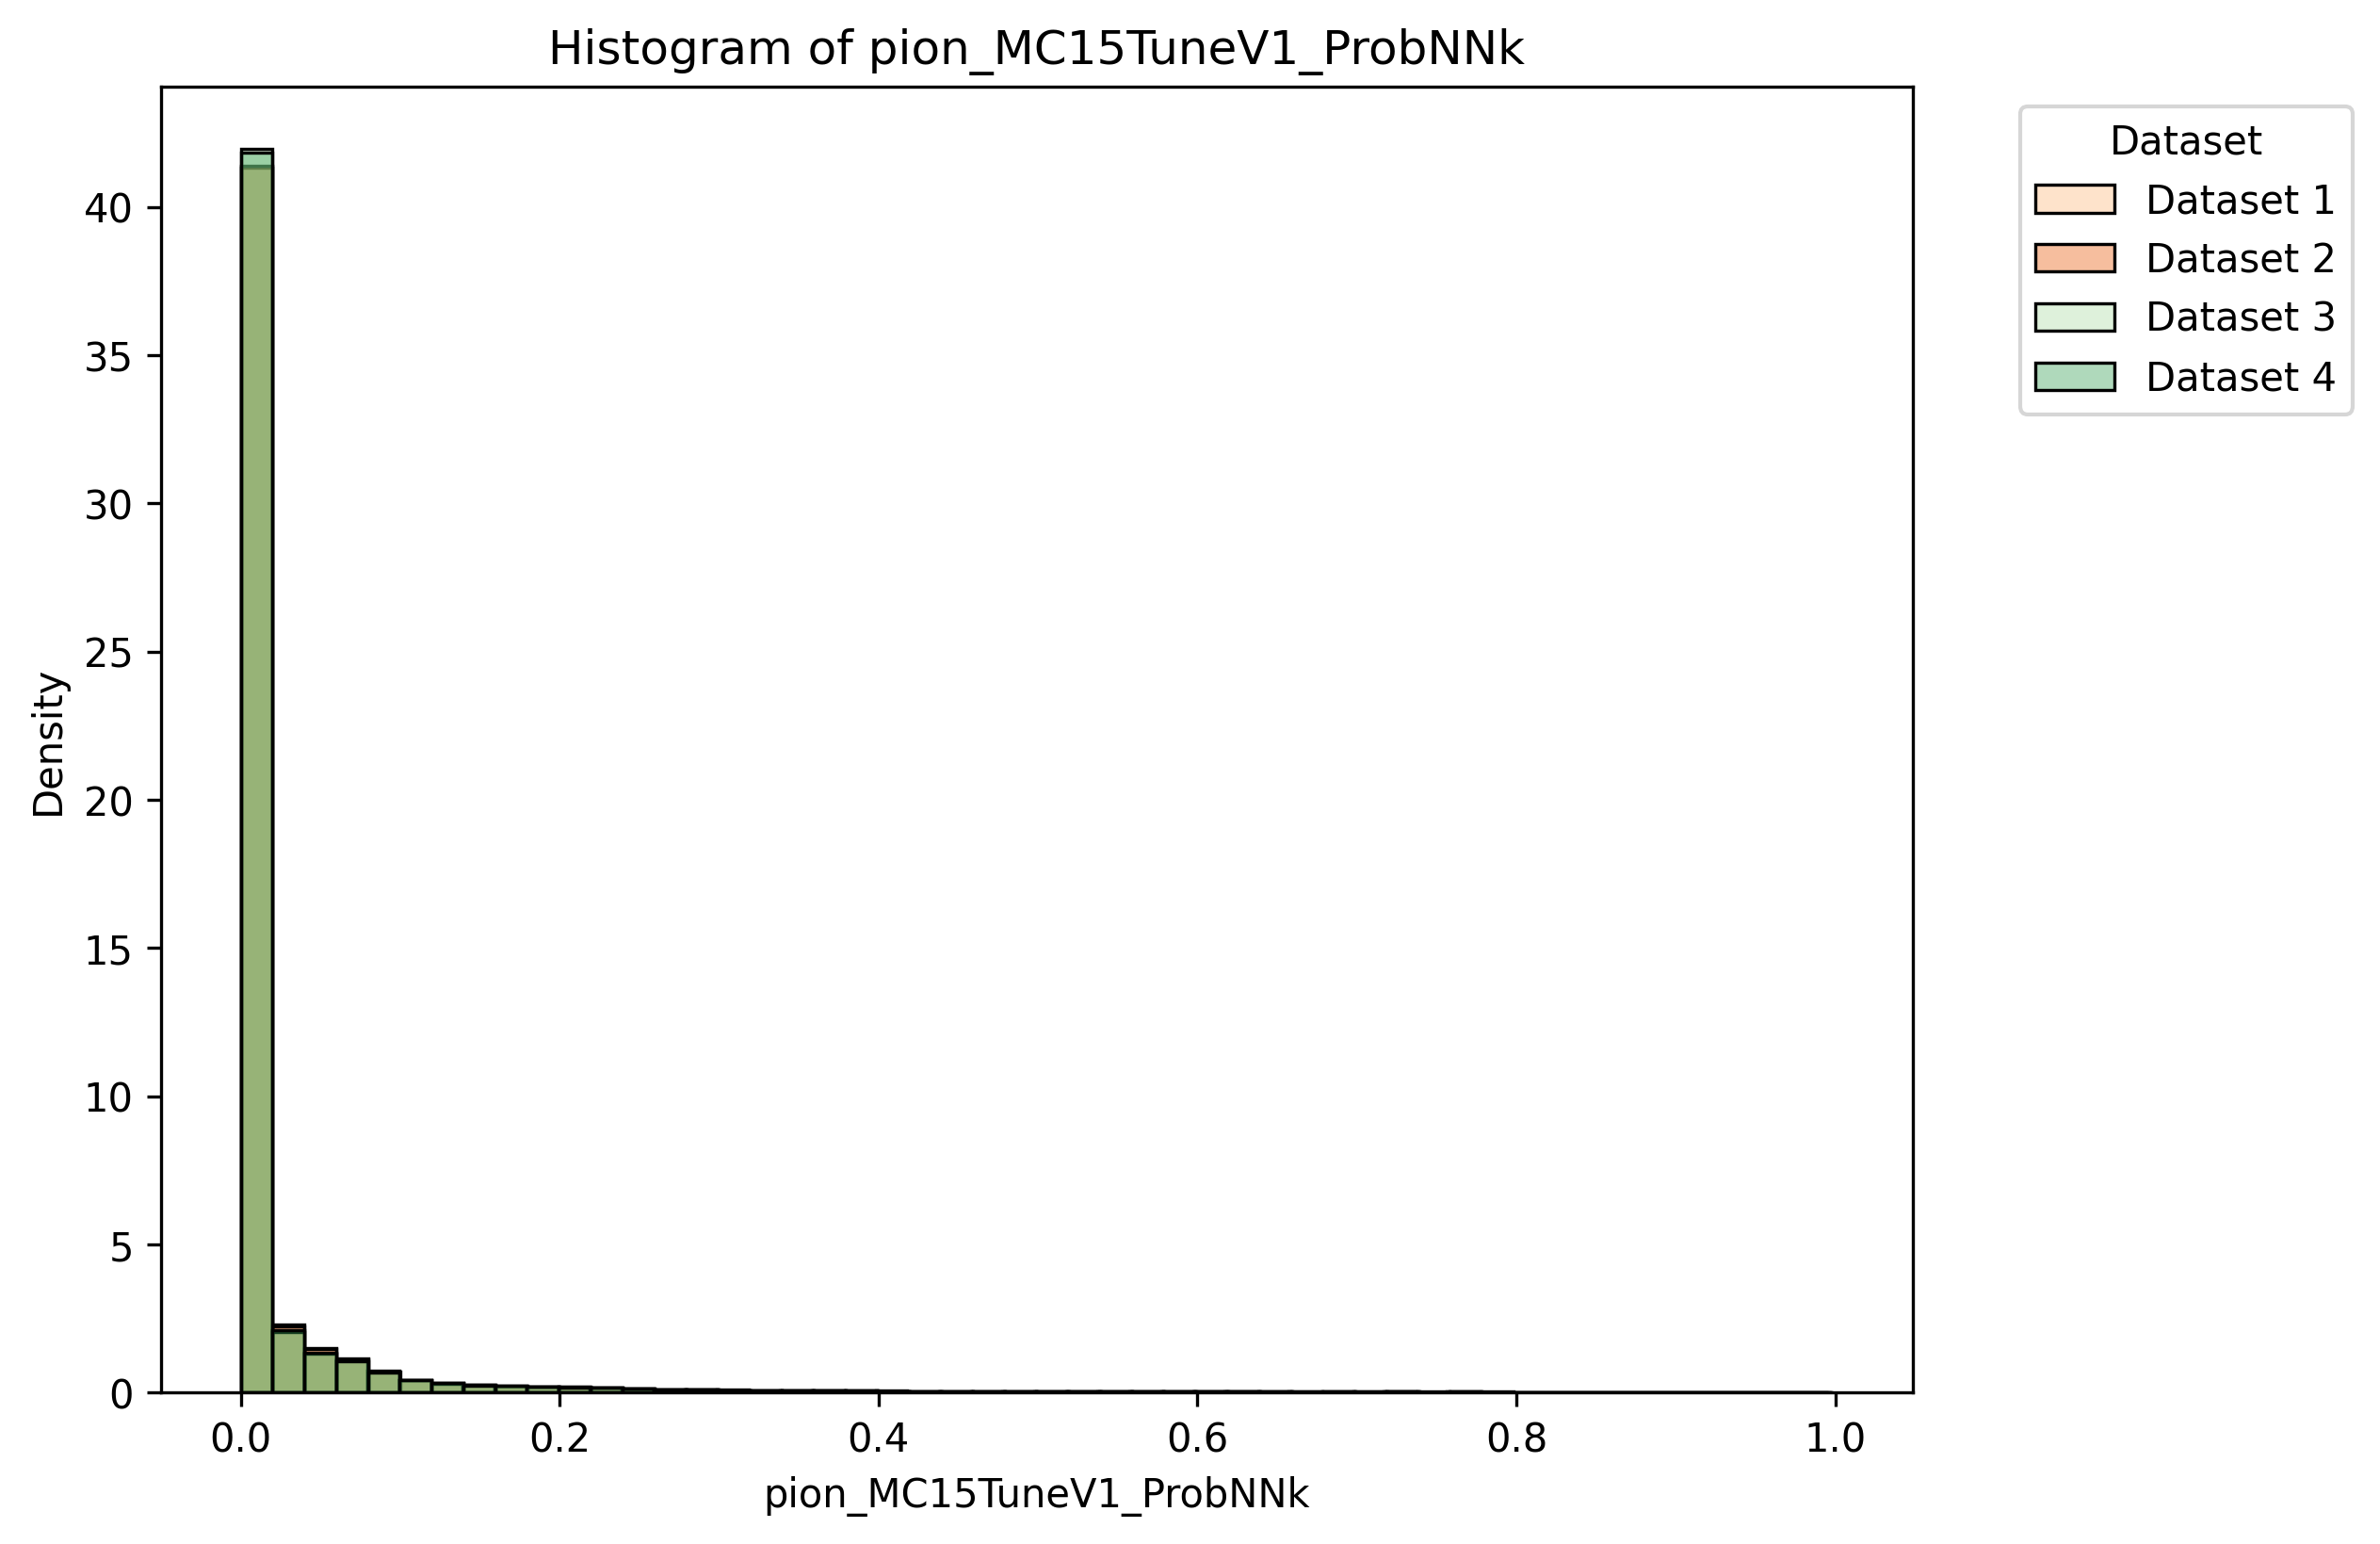 Histogram of pion_MC15TuneV1_ProbNNk
Dataset
Dataset 1
Dataset 2
Dataset 3
Dataset 4
Density
40
35
30
25
20
15
10
5
0
0.0 0.2 0.4 0.6 0.8 1.0
pion_MC15TuneV1_ProbNNk